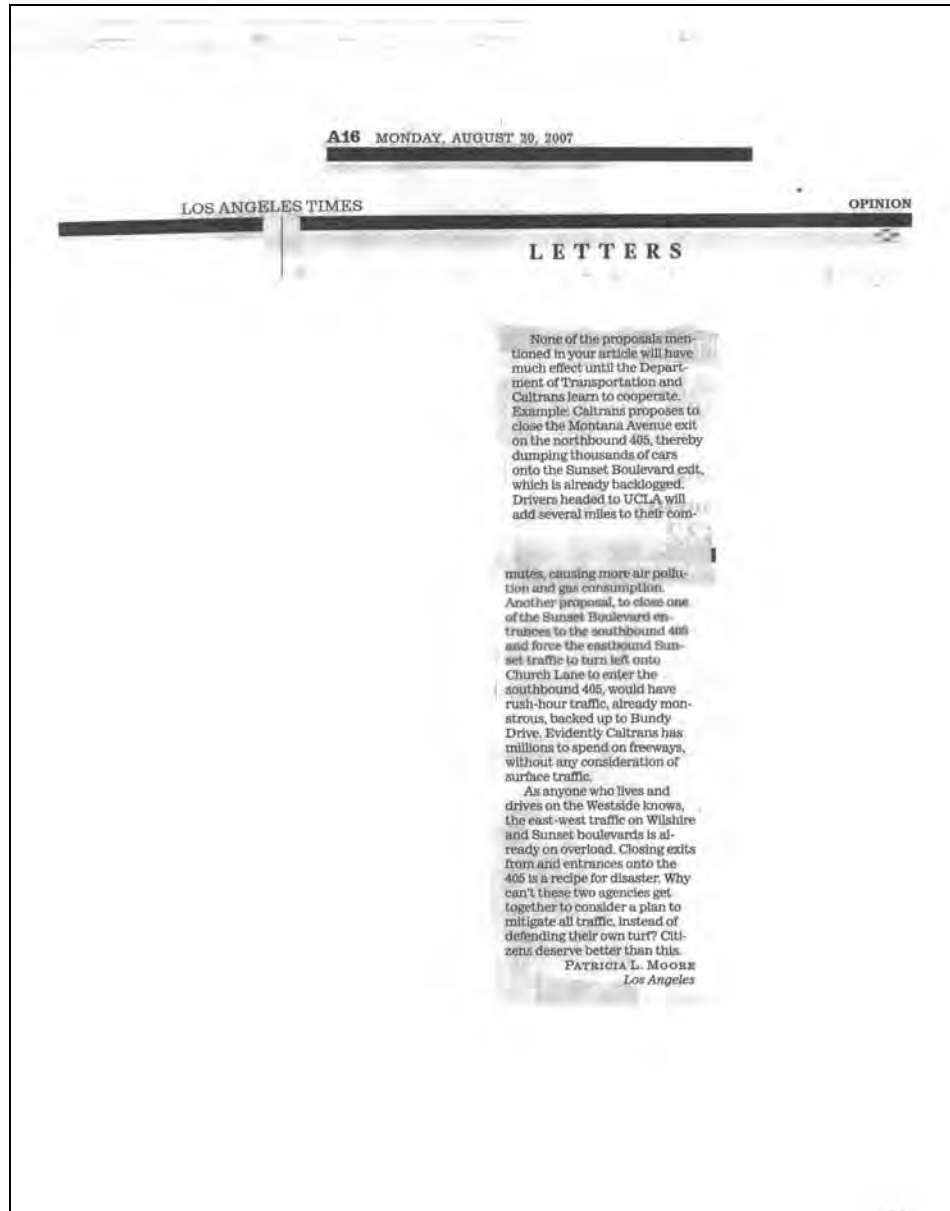 A16 MONDAY, AUGUST 20, 2007
LOS ANGELES TIMES
OPINION
LETTERS
None of the proposals men-
tioned in your article will have
much effect until the Depart-
ment of Transportation and
Caltrans learn to cooperate.
Example: Caltrans proposes to
close the Montana Avenue exit
on the northbound 405, thereby
dumping thousands of cars
onto the Sunset Boulevard exit,
which is already backlogged.
Drivers headed to UCLA will
add several miles to their com-
mutes, causing more air pollu-
tion and gas consumption.
Another proposal, to close one
of the Sunset Boulevard en-
trances to the southbound 405
and force the eastbound Sun-
set traffic to turn left onto
Church Lane to enter the
southbound 405, would have
rush-hour traffic, already mon-
strous, backed up to Bundy
Drive. Evidently Caltrans has
millions to spend on freeways,
without any consideration of
surface traffic.
As anyone who lives and
drives on the Westside knows,
the east-west traffic on Wilshire
and Sunset boulevards is al-
ready on overload. Closing exits
from and entrances onto the
405 is a recipe for disaster. Why
can't these two agencies get
together to consider a plan to
mitigate all traffic, instead of
defending their own turf? Citi-
zens deserve better than this.
PATRICIA L. MOORE
Los Angeles